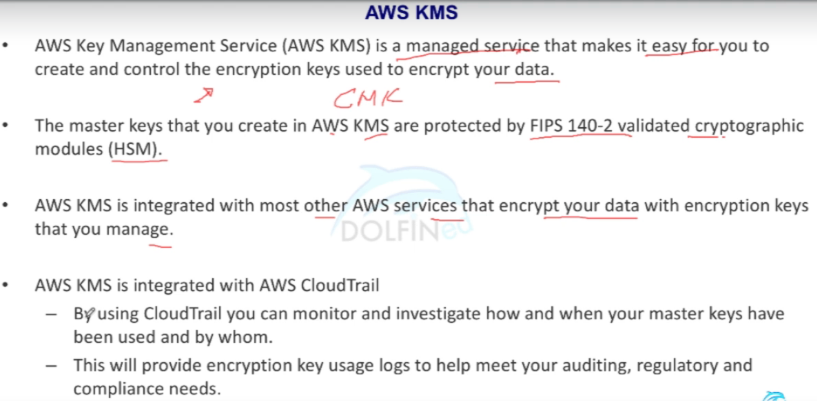 AWS KMS
• AWS Key Management Service (AWS KMS) is a managed service that makes it easy for you to
create and control the encryption keys used to encrypt your data.
CMK
• The master keys that you create in AWS KMS are protected by FIPS 140-2 validated cryptographic
modules (HSM).
• AWS KMS is integrated with most other AWS services that encrypt your data with encryption keys
that you manage.
DOLFINed
• AWS KMS is integrated with AWS CloudTrail
– By using CloudTrail you can monitor and investigate how and when your master keys have
been used and by whom.
– This will provide encryption key usage logs to help meet your auditing, regulatory and
compliance needs.